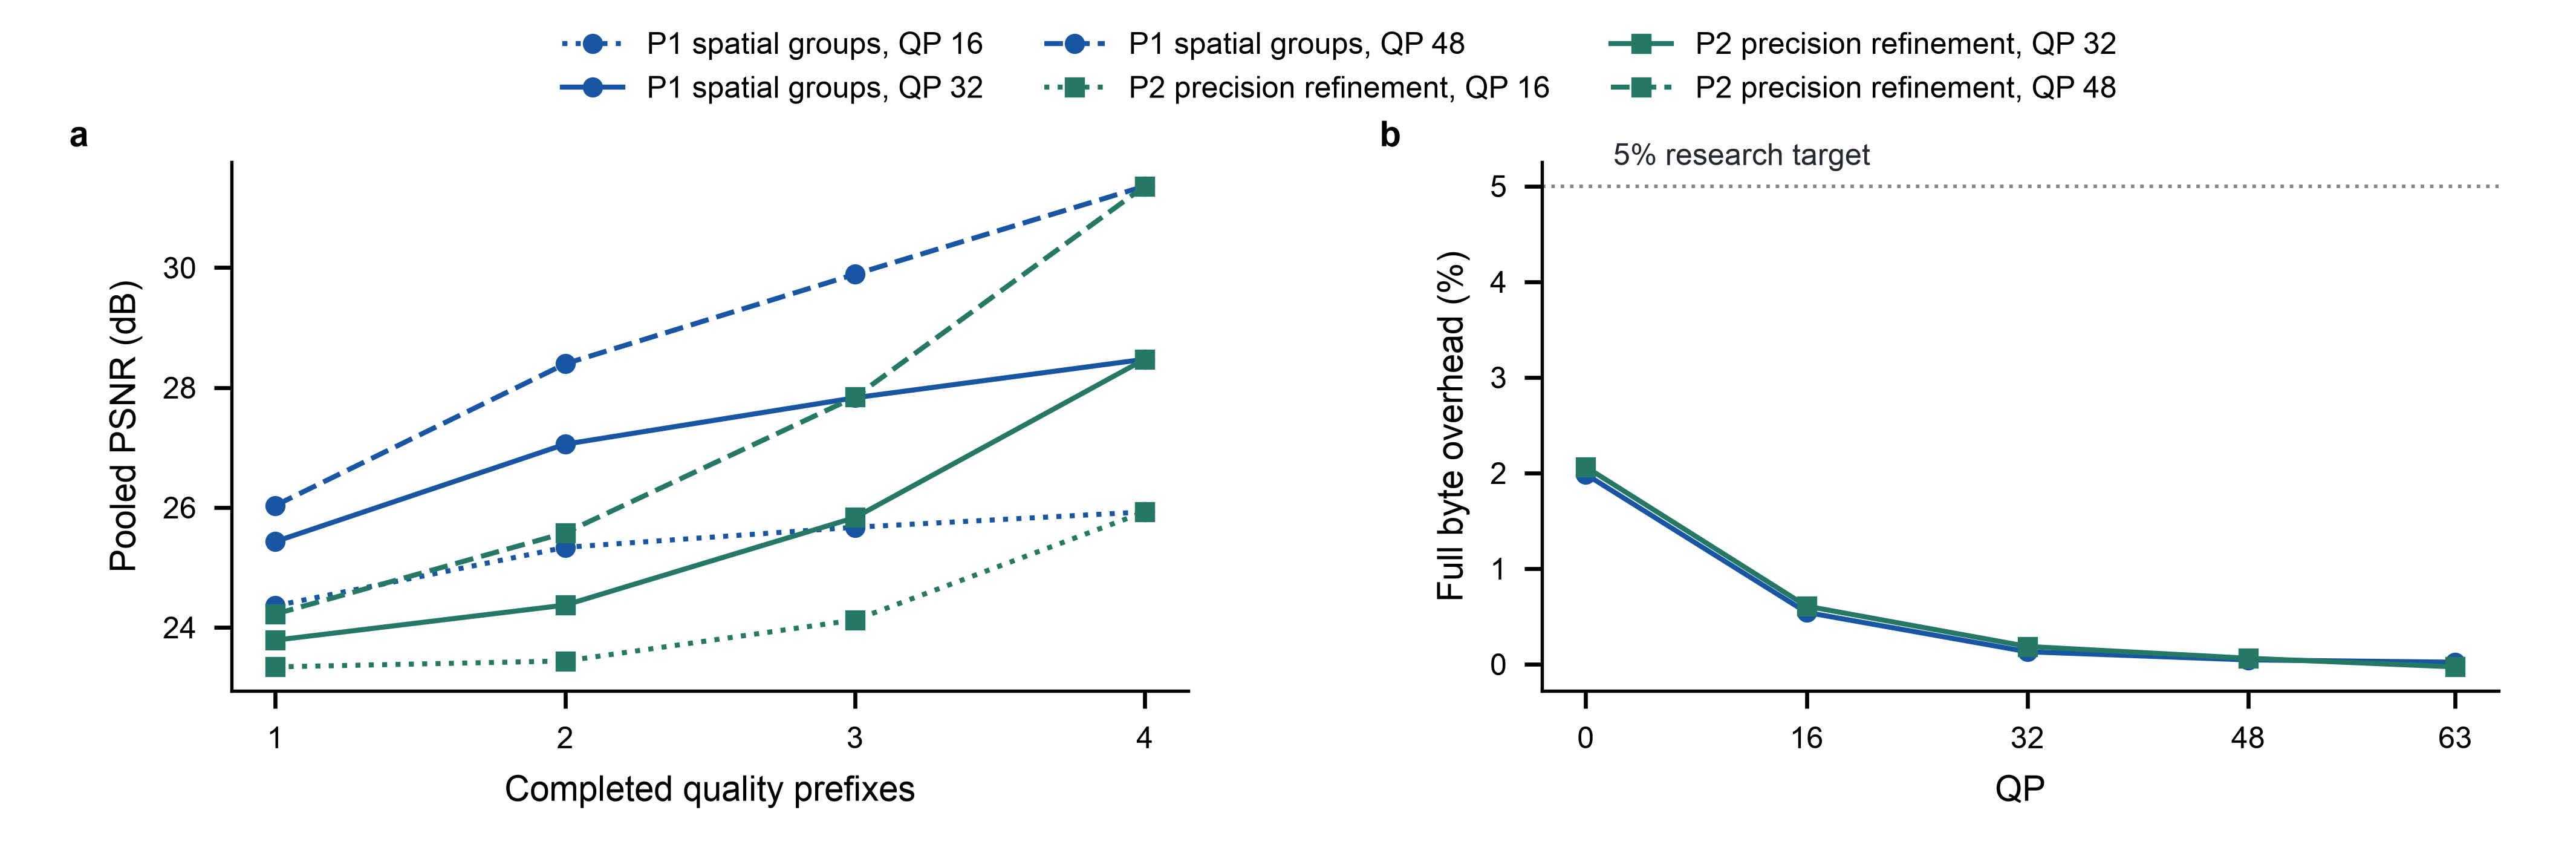 P1 spatial groups, QP 16
P1 spatial groups, QP 32
P1 spatial groups, QP 48
P2 precision refinement, QP 16
P2 precision refinement, QP 32
P2 precision refinement, QP 48
a
Pooled PSNR (dB)
30
28
26
24
1 2 3 4
Completed quality prefixes
b
5% research target
Full byte overhead (%)
5
4
3
2
1
0
0 16 32 48 63
QP